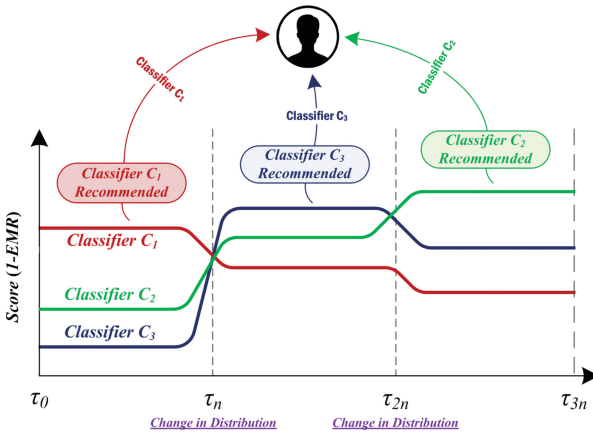 Classifier C₁
Classifier C₂
Classifier C₃
Classifier C₁
Recommended
Classifier C₃
Recommended
Classifier C₂
Recommended
Classifier C₁
Classifier C₂
Classifier C₃
Score (1-EMR)
τ₀
τₙ
τ₂ₙ
τ₃ₙ
Change in Distribution
Change in Distribution